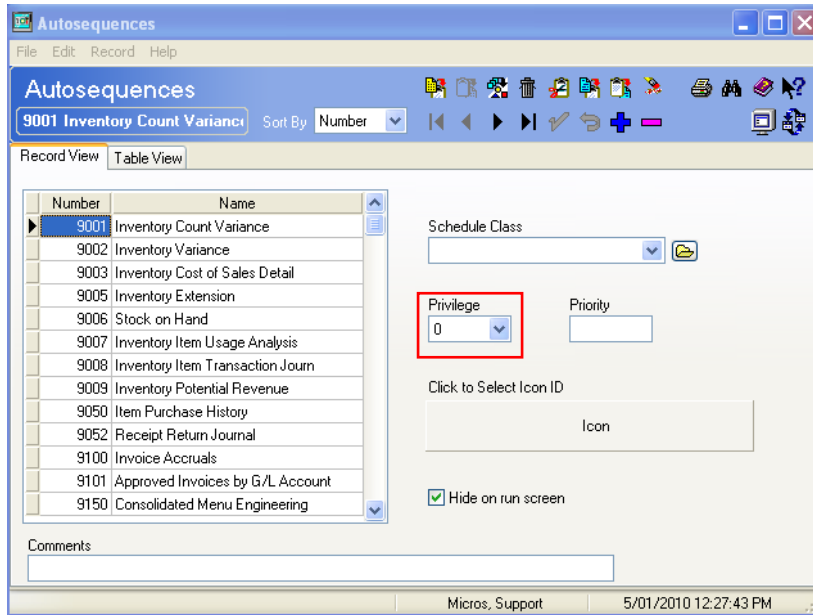 Autosequences
File Edit Record Help
Autosequences
9001 Inventory Count Varianc
Sort By Number
Record View Table View
Number Name
9001 Inventory Count Variance
9002 Inventory Variance
9003 Inventory Cost of Sales Detail
9005 Inventory Extension
9006 Stock on Hand
9007 Inventory Item Usage Analysis
9008 Inventory Item Transaction Journ
9009 Inventory Potential Revenue
9050 Item Purchase History
9052 Receipt Return Journal
9100 Invoice Accruals
9101 Approved Invoices by G/L Account
9150 Consolidated Menu Engineering
Schedule Class
Privilege Priority
0
Click to Select Icon ID
Icon
Hide on run screen
Comments
Micros, Support 5/01/2010 12:27:43 PM